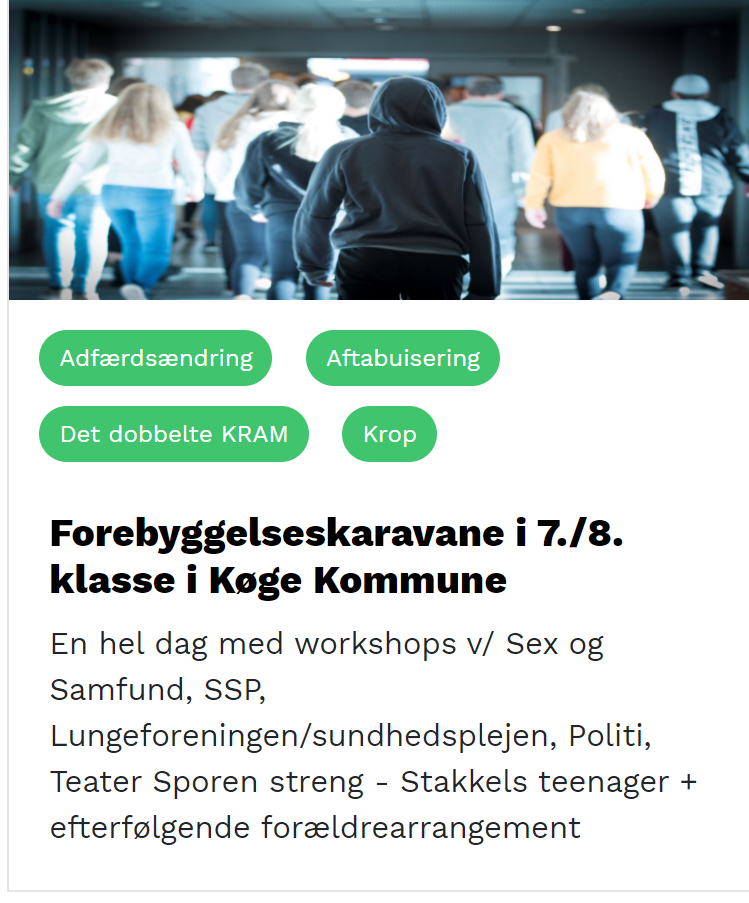 Adfærdsændring Aftabuisering
Det dobbelte KRAM Krop
Forebyggelseskaravane i 7./8.
klasse i Køge Kommune
En hel dag med workshops v/ Sex og
Samfund, SSP,
Lungeforeningen/sundhedsplejen, Politi,
Teater Sporen streng - Stakkels teenager +
efterfølgende forældrearrangement